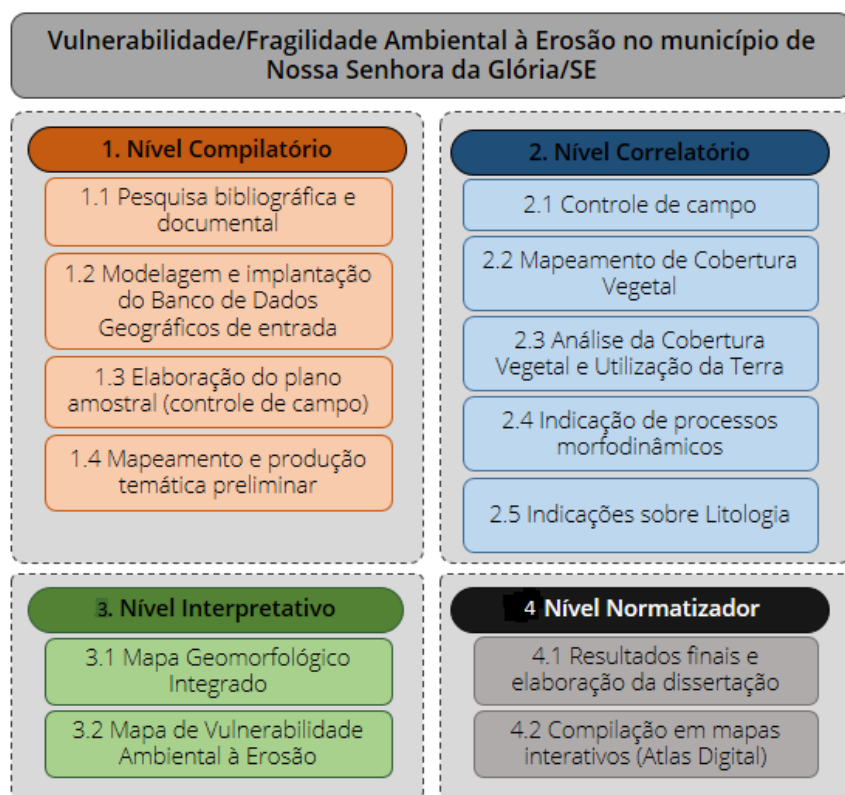 Vulnerabilidade/Fragilidade Ambiental à Erosão no município de
Nossa Senhora da Glória/SE
1. Nível Compilatório
1.1 Pesquisa bibliográfica e
documental
1.2 Modelagem e implantação
do Banco de Dados
Geográficos de entrada
1.3 Elaboração do plano
amostral (controle de campo)
1.4 Mapeamento e produção
temática preliminar
2. Nível Correlatório
2.1 Controle de campo
2.2 Mapeamento de Cobertura
Vegetal
2.3 Análise da Cobertura
Vegetal e Utilização da Terra
2.4 Indicação de processos
morfodinâmicos
2.5 Indicações sobre Litologia
3. Nível Interpretativo
3.1 Mapa Geomorfológico
Integrado
3.2 Mapa de Vulnerabilidade
Ambiental à Erosão
4 Nível Normatizador
4.1 Resultados finais e
elaboração da dissertação
4.2 Compilação em mapas
interativos (Atlas Digital)